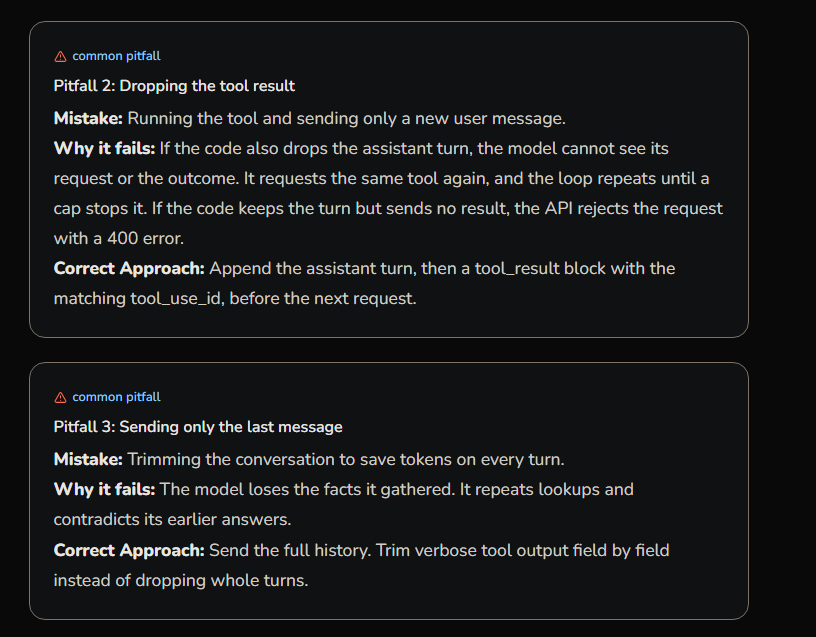 common pitfall
Pitfall 2: Dropping the tool result
Mistake: Running the tool and sending only a new user message.
Why it fails: If the code also drops the assistant turn, the model cannot see its
request or the outcome. It requests the same tool again, and the loop repeats until a
cap stops it. If the code keeps the turn but sends no result, the API rejects the request
with a 400 error.
Correct Approach: Append the assistant turn, then a tool_result block with the
matching tool_use_id, before the next request.
common pitfall
Pitfall 3: Sending only the last message
Mistake: Trimming the conversation to save tokens on every turn.
Why it fails: The model loses the facts it gathered. It repeats lookups and
contradicts its earlier answers.
Correct Approach: Send the full history. Trim verbose tool output field by field
instead of dropping whole turns.